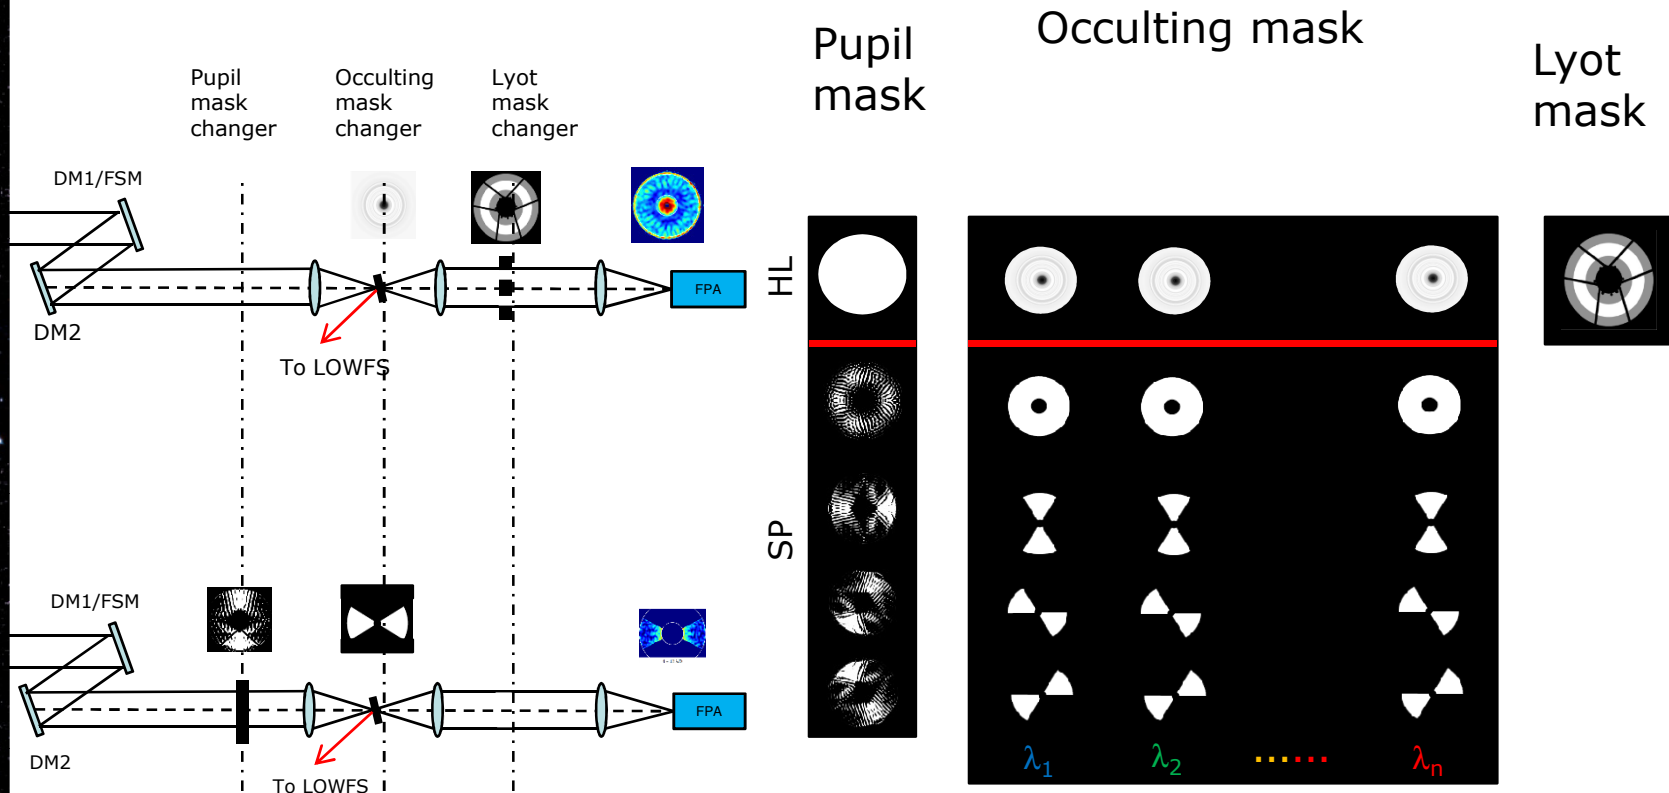 Pupil
mask
changer
Occulting
mask
changer
Lyot
mask
changer
DM1/FSM
DM2
To LOWFS
FPA
DM1/FSM
DM2
To LOWFS
FPA
Pupil
mask
Occulting mask
Lyot
mask
HL
SP
λ1
λ2
......
λn